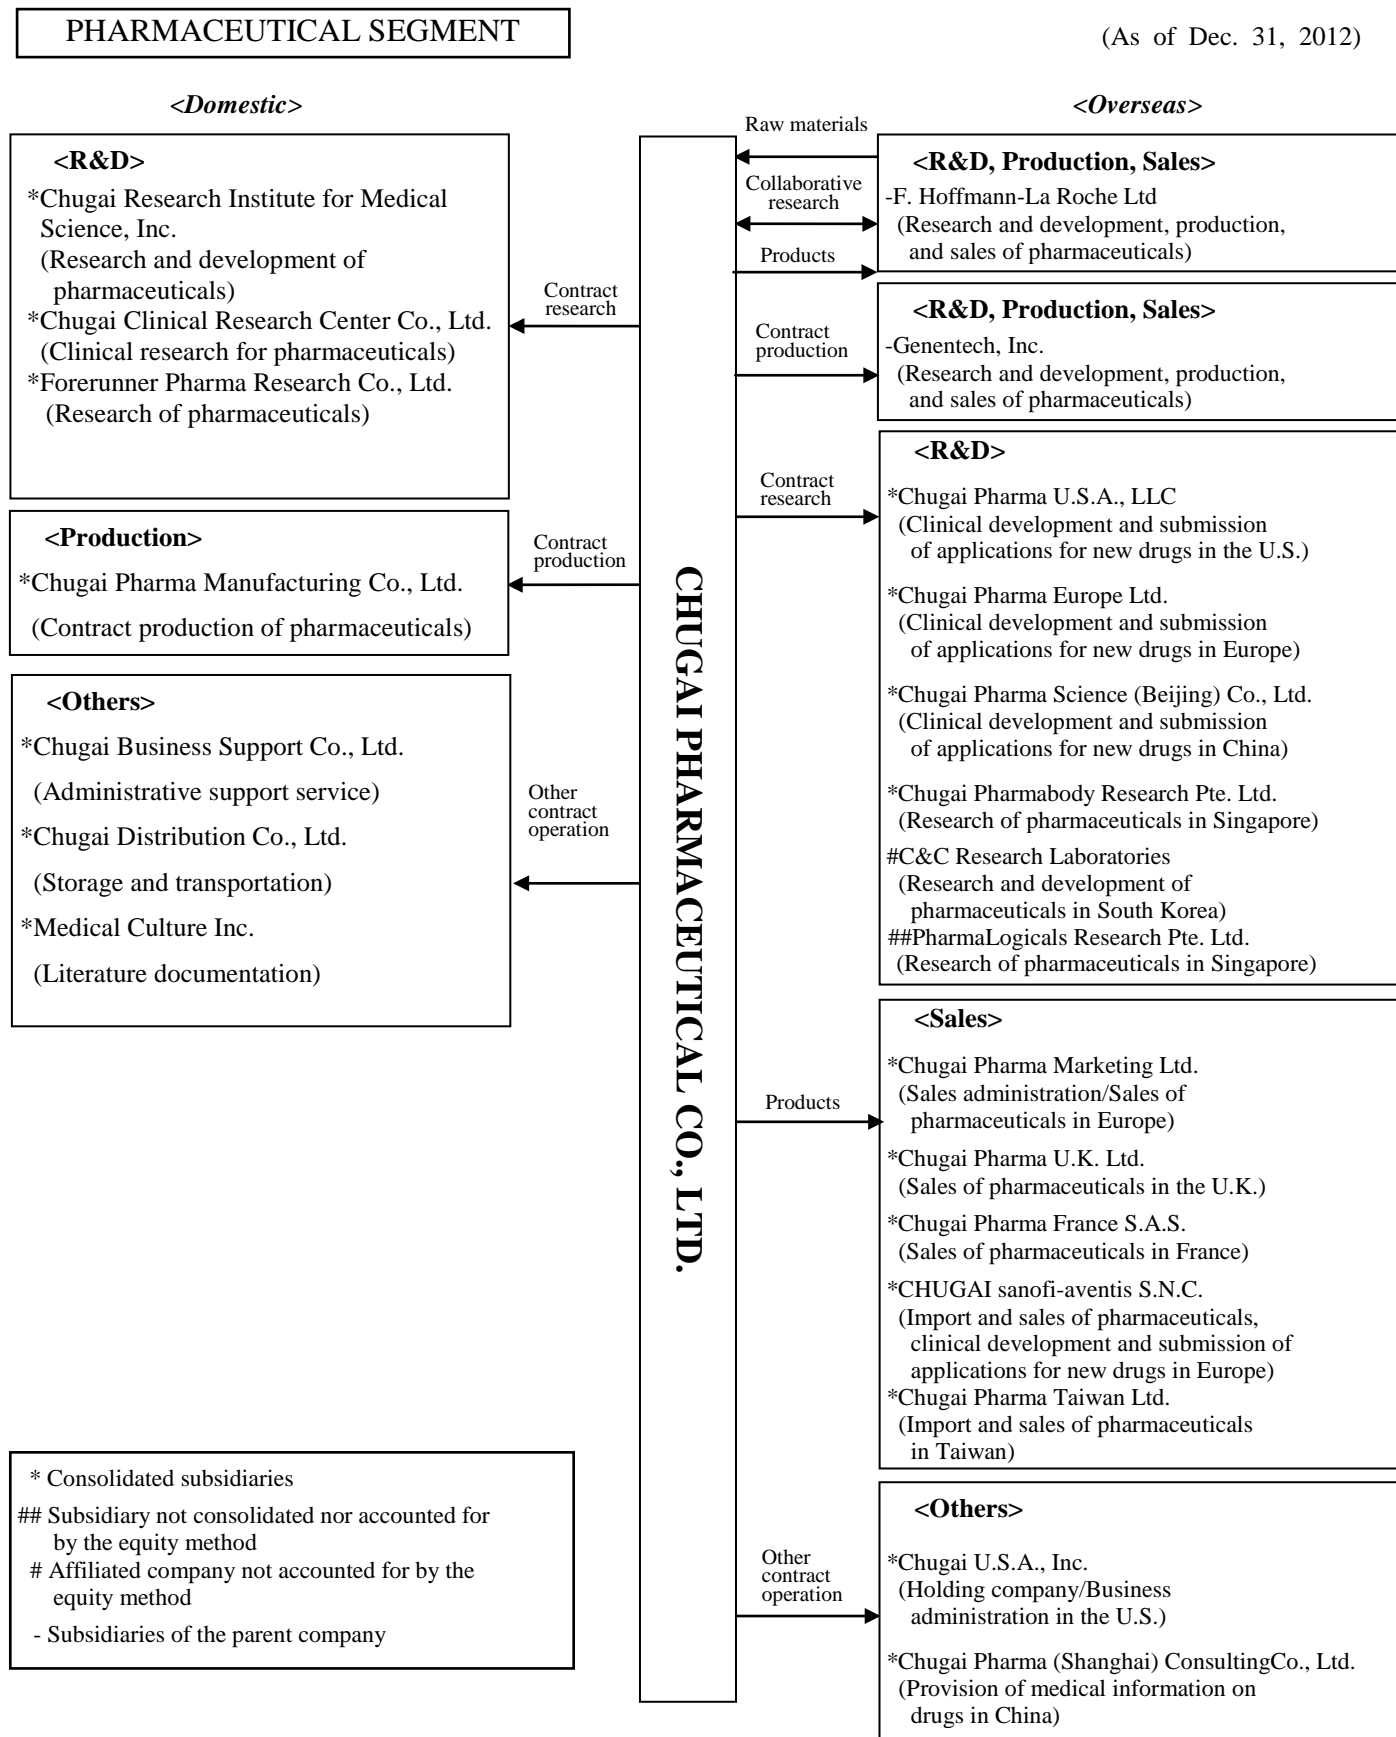 PHARMACEUTICAL SEGMENT
(As of Dec. 31, 2012)
<Domestic>
<R&D>
*Chugai Research Institute for Medical
Science, Inc.
(Research and development of
pharmaceuticals)
*Chugai Clinical Research Center Co., Ltd.
(Clinical research for pharmaceuticals)
*Forerunner Pharma Research Co., Ltd.
(Research of pharmaceuticals)
Contract
research
<Production>
*Chugai Pharma Manufacturing Co., Ltd.
(Contract production of pharmaceuticals)
Contract
production
<Others>
*Chugai Business Support Co., Ltd.
(Administrative support service)
*Chugai Distribution Co., Ltd.
(Storage and transportation)
*Medical Culture Inc.
(Literature documentation)
Other
contract
operation
CHUGAI PHARMACEUTICAL CO., LTD.
<Overseas>
Raw materials
Collaborative
research
Products
<R&D, Production, Sales>
-F. Hoffmann-La Roche Ltd
(Research and development, production,
and sales of pharmaceuticals)
Contract
production
<R&D, Production, Sales>
-Genentech, Inc.
(Research and development, production,
and sales of pharmaceuticals)
Contract
research
<R&D>
*Chugai Pharma U.S.A., LLC
(Clinical development and submission
of applications for new drugs in the U.S.)
*Chugai Pharma Europe Ltd.
(Clinical development and submission
of applications for new drugs in Europe)
*Chugai Pharma Science (Beijing) Co., Ltd.
(Clinical development and submission
of applications for new drugs in China)
*Chugai Pharmabody Research Pte. Ltd.
(Research of pharmaceuticals in Singapore)
#C&C Research Laboratories
(Research and development of
pharmaceuticals in South Korea)
##PharmaLogicals Research Pte. Ltd.
(Research of pharmaceuticals in Singapore)
Products
<Sales>
*Chugai Pharma Marketing Ltd.
(Sales administration/Sales of
pharmaceuticals in Europe)
*Chugai Pharma U.K. Ltd.
(Sales of pharmaceuticals in the U.K.)
*Chugai Pharma France S.A.S.
(Sales of pharmaceuticals in France)
*CHUGAI sanofi-aventis S.N.C.
(Import and sales of pharmaceuticals,
clinical development and submission of
applications for new drugs in Europe)
*Chugai Pharma Taiwan Ltd.
(Import and sales of pharmaceuticals
in Taiwan)
Other
contract
operation
<Others>
*Chugai U.S.A., Inc.
(Holding company/Business
administration in the U.S.)
*Chugai Pharma (Shanghai) ConsultingCo., Ltd.
(Provision of medical information on
drugs in China)
* Consolidated subsidiaries
## Subsidiary not consolidated nor accounted for
by the equity method
# Affiliated company not accounted for by the
equity method
- Subsidiaries of the parent company